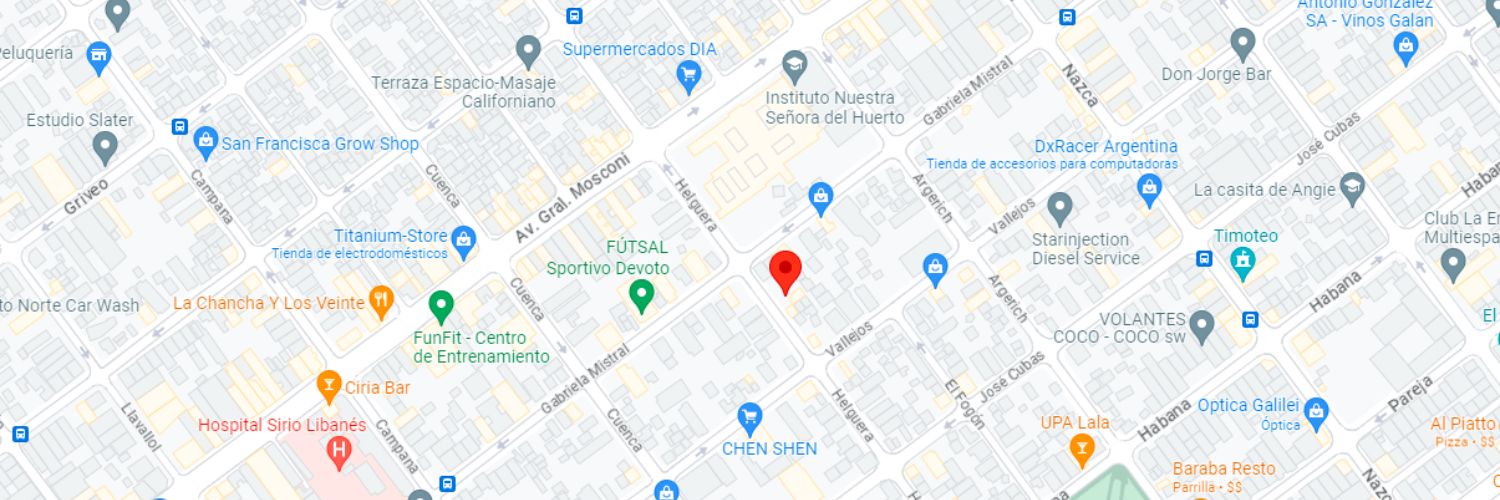 Antonio González
SA - Vinos Galan
Peluquería
Supermercados DIA
Terraza Espacio-Masaje
Californiano
Don Jorge Bar
Nazca
Gabriela Mistral
Instituto Nuestra
Señora del Huerto
Estudio Slater
San Francisca Grow Shop
José Cubas
DxRacer Argentina
Tienda de accesorios para computadoras
La casita de Angie
Av. Gral. Mosconi
Cuenca
Campana
Griveo
Helguera
Argerich
Vallejos
Starinjection
Diesel Service
Timoteo
Club La
Titanium-Store
Tienda de electrodomésticos
FÚTSAL
Sportivo Devoto
to Norte Car Wash
La Chancha Y Los Veinte
Cuenca
Argerich
Habana
VOLANTES
COCO - COCO sw
El
FunFit - Centro
de Entrenamiento
Vallejos
Gabriela Mistral
José Cubas
El Fogón
Ciria Bar
Pareja
Llavallol
Hospital Sirio Libanés
H
Campana
Cuenca
CHEN SHEN
Helguera
Habana
UPA Lala
Optica Galilei
Óptica
Al Piatto
Pizza • $$
Baraba Resto
Parrilla • $$